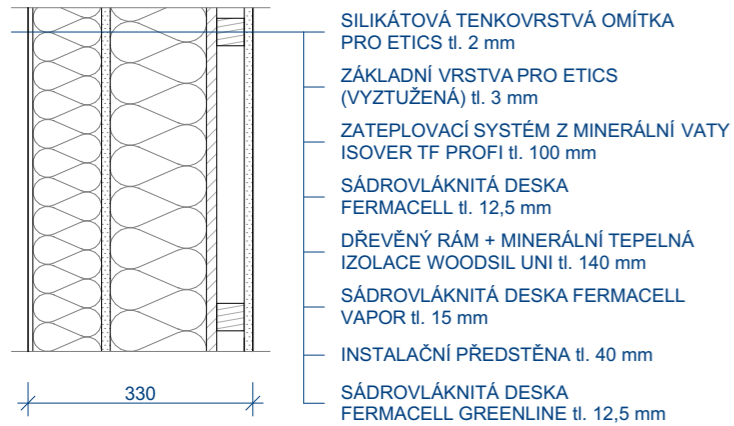 SILIKÁTOVÁ TENKOVRSTVÁ OMÍTKA
PRO ETICS tl. 2 mm
ZÁKLADNÍ VRSTVA PRO ETICS
(VYZTUŽENÁ) tl. 3 mm
ZATEPLOVACÍ SYSTÉM Z MINERÁLNÍ VATY
ISOVER TF PROFI tl. 100 mm
SÁDROVLÁKNITÁ DESKA
FERMACELL tl. 12,5 mm
DŘEVĚNÝ RÁM + MINERÁLNÍ TEPELNÁ
IZOLACE WOODSIL UNI tl. 140 mm
SÁDROVLÁKNITÁ DESKA FERMACELL
VAPOR tl. 15 mm
INSTALAČNÍ PŘEDSTĚNA tl. 40 mm
SÁDROVLÁKNITÁ DESKA
FERMACELL GREENLINE tl. 12,5 mm
330